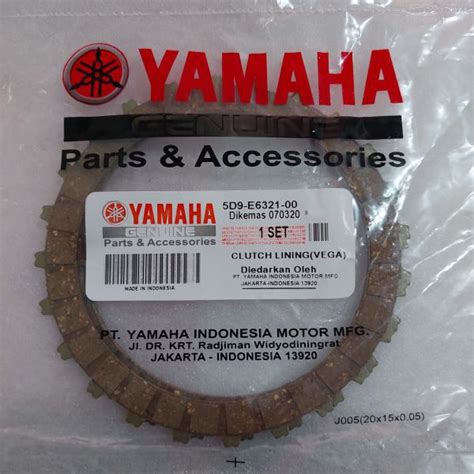 YAMAHA
GENUINE
Parts & Accessories
YAMAHA
GENUINE
Parts & Accessories
MADE IN INDONESIA
5D9-E6321-00
Dikemas 070320
1 SET
CLUTCH LINING(VEGA)
Diedarkan Oleh
PT. YAMAHA INDONESIA MOTOR MFG.
JAKARTA-INDONESIA 13920
PT. YAMAHA INDONESIA MOTOR MFG.
Jl. DR. KRT. Radjiman Widyodiningrat
JAKARTA - INDONESIA 13920
J005(20x15x0.05)